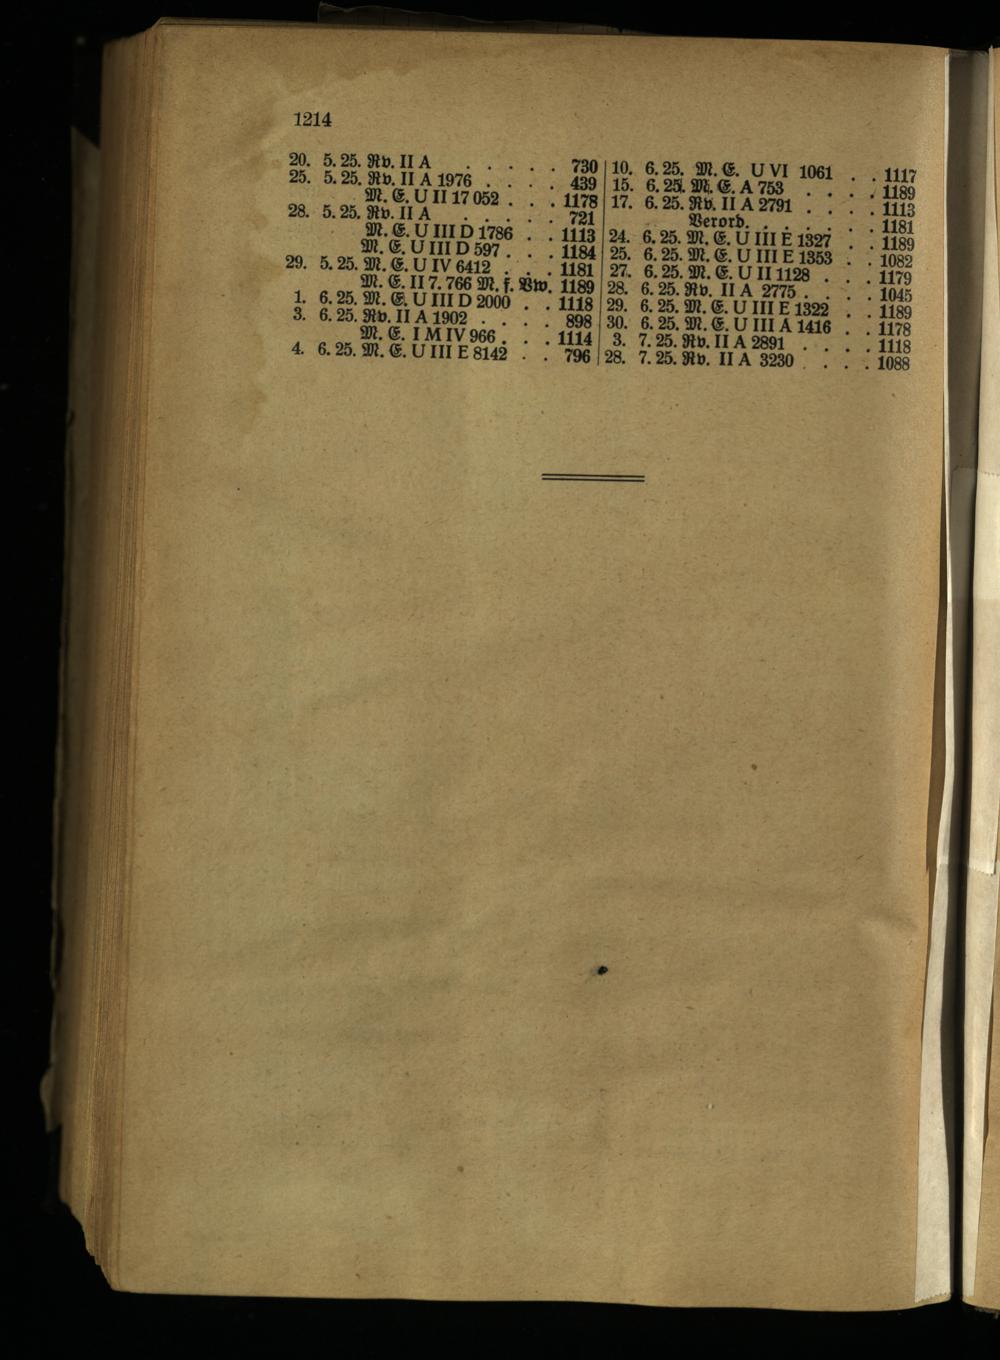 1214
20. 5. 25. Rv. II A . . . . . 730
25. 5. 25. Rv. II A 1976 . . . . 439
M. E. U II 17 052 . . . 1178
28. 5. 25. Rv. II A . . . . . 721
M. E. U III D 1786 . . 1113
M. E. U III D 597 . . . 1184
29. 5. 25. M. E. U IV 6412 . . . 1181
M. E. II 7. 766 M. f. Vw. 1189
1. 6. 25. M. E. U III D 2000 . . 1118
3. 6. 25. Rv. II A 1902 . . . . 898
M. E. I M IV 966 . . . 1114
4. 6. 25. M. E. U III E 8142 . . 796
10. 6. 25. M. E. U VI 1061 . . 1117
15. 6. 25. M. E. A 753 . . . . 1189
17. 6. 25. Rv. II A 2791 . . . . 1113
Verord. . . . . . . 1181
24. 6. 25. M. E. U III E 1327 . . 1189
25. 6. 25. M. E. U III E 1353 . . 1082
27. 6. 25. M. E. U II 1128 . . . 1179
28. 6. 25. Rv. II A 2775 . . . . 1045
29. 6. 25. M. E. U III E 1322 . . 1189
30. 6. 25. M. E. U III A 1416 . . 1178
3. 7. 25. Rv. II A 2891 . . . . 1118
28. 7. 25. Rv. II A 3230 . . . . 1088